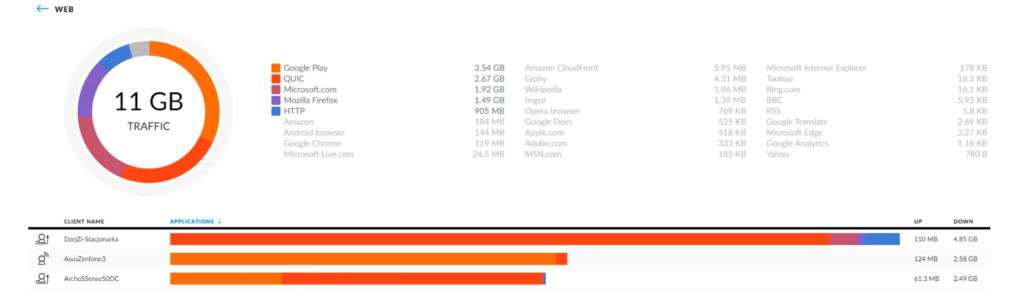 ← WEB
11 GB
TRAFFIC
Google Play 3.54 GB Amazon CloudFront 5.95 MB Microsoft Internet Explorer 178 KB
QUIC 2.67 GB Giphy 4.31 MB Taobao 16.3 KB
Microsoft.com 1.92 GB Wikipedia 1.96 MB Bing.com 16.1 KB
Mozilla Firefox 1.49 GB Imgur 1.39 MB BBC 5.92 KB
HTTP 905 MB Opera browser 769 KB RSS 5.8 KB
Amazon 184 MB Google Docs 525 KB Google Translate 2.69 KB
Android browser 144 MB Apple.com 418 KB Microsoft Edge 2.27 KB
Google Chrome 119 MB Adobe.com 333 KB Google Analytics 1.16 KB
Microsoft Live.com 24.5 MB MSN.com 185 KB Yahoo 780 B
CLIENT NAME APPLICATIONS ↓ UP DOWN
DzejZi-Stacjonarka 110 MB 4.85 GB
AsusZenfone3 124 MB 2.58 GB
Archo5Sense50DC 61.3 MB 2.49 GB